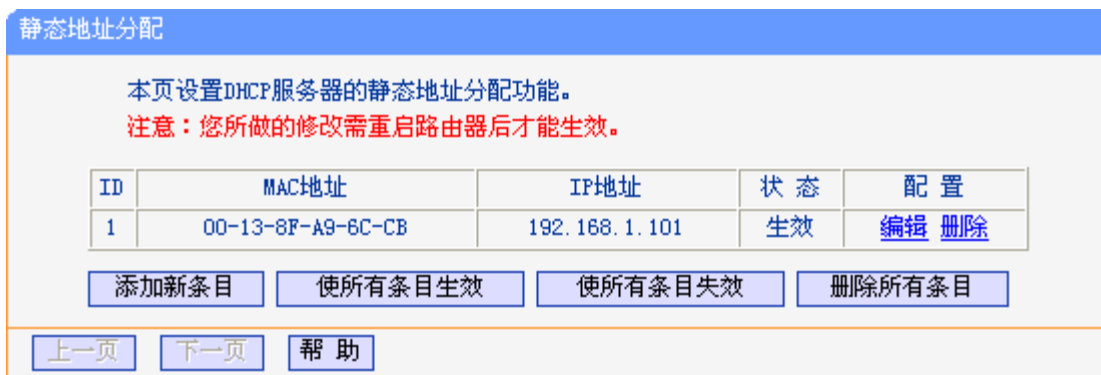 静态地址分配
本页设置DHCP服务器的静态地址分配功能。
注意：您所做的修改需重启路由器后才能生效。
ID MAC地址 IP地址 状 态 配 置
1 00-13-8F-A9-6C-CB 192.168.1.101 生效 编辑 删除
添加新条目 使所有条目生效 使所有条目失效 删除所有条目
上一页 下一页 帮 助